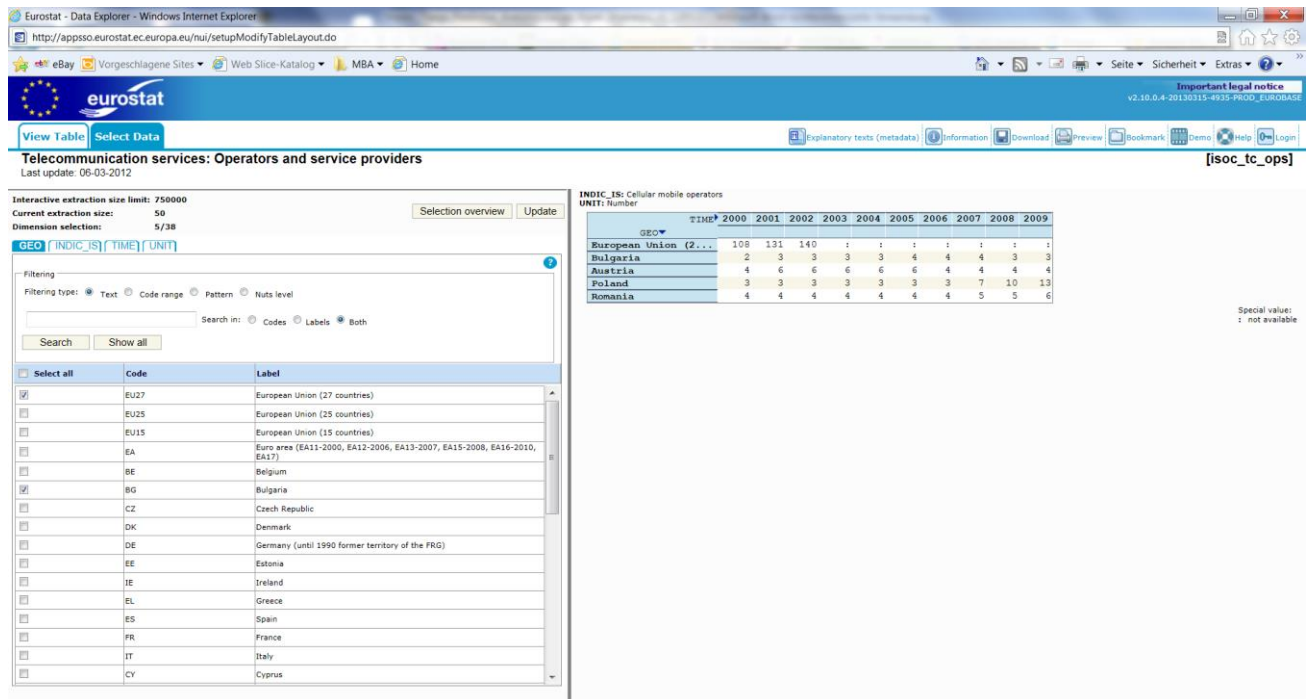 Eurostat - Data Explorer - Windows Internet Explorer
http://appsso.eurostat.ec.europa.eu/nui/setupModifyTableLayout.do
eBay Vorgeschlagene Sites Web Slice-Katalog MBA Home Seite Sicherheit Extras
eurostat
Important legal notice
v2.10.0.4-20130315-4935-PROD_EUROBASE
View Table Select Data Explanatory texts (metadata) Information Download Preview Bookmark Demo Help Login
Telecommunication services: Operators and service providers [isoc_tc_ops]
Last update: 06-03-2012
Interactive extraction size limit: 750000
Current extraction size: 50
Dimension selection: 5/38
Selection overview Update
GEO INDIC_IS TIME UNIT
Filtering
Filtering type: Text Code range Pattern Nuts level
Search in: Codes Labels Both
Search Show all
Select all Code Label
EU27 European Union (27 countries)
EU25 European Union (25 countries)
EU15 European Union (15 countries)
EA Euro area (EA11-2000, EA12-2006, EA13-2007, EA15-2008, EA16-2010,
EA17)
BE Belgium
BG Bulgaria
CZ Czech Republic
DK Denmark
DE Germany (until 1990 former territory of the FRG)
EE Estonia
IE Ireland
EL Greece
ES Spain
FR France
IT Italy
CY Cyprus
INDIC_IS: Cellular mobile operators
UNIT: Number
TIME 2000 2001 2002 2003 2004 2005 2006 2007 2008 2009
GEO
European Union (2... 108 131 140 : : : : : : :
Bulgaria 2 3 3 3 3 4 4 4 3 3
Austria 4 6 6 6 6 6 4 4 4 4
Poland 3 3 3 3 3 3 3 7 10 13
Romania 4 4 4 4 4 4 4 5 5 6
Special value:
: not available